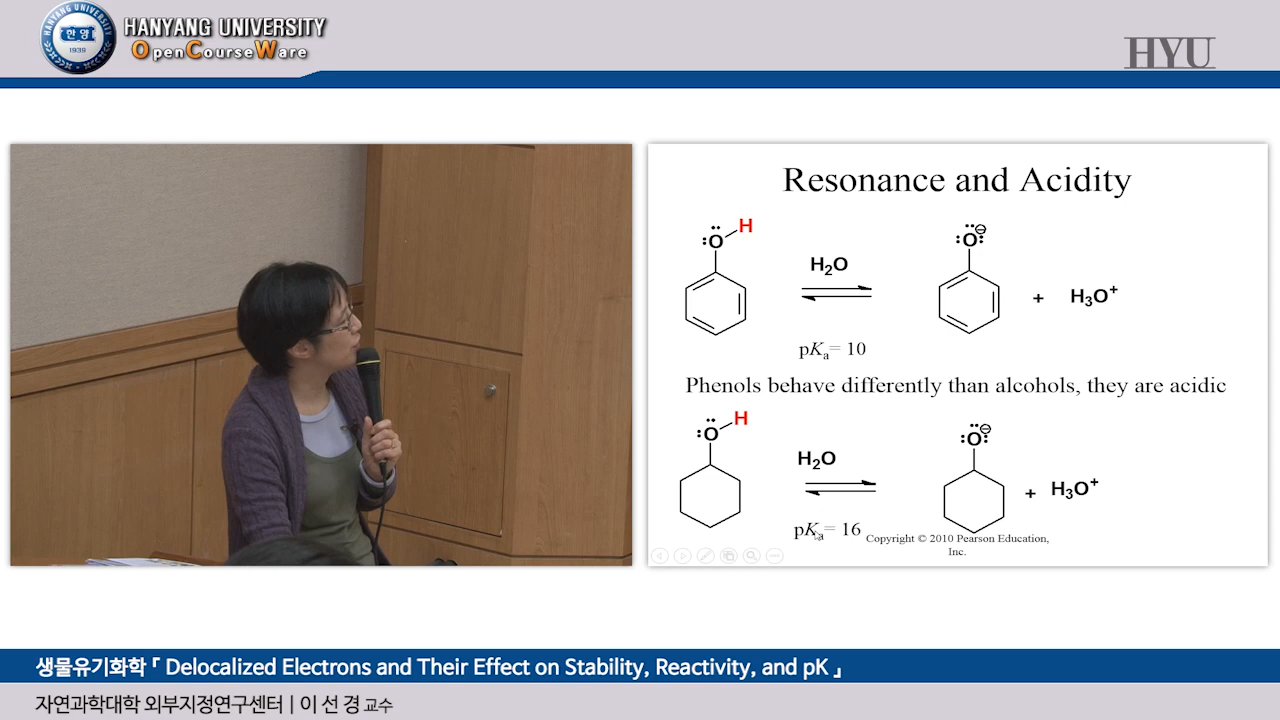 HANYANG UNIVERSITY
한양
1939
HANYANG UNIVERSITY
OpenCourseWare
HYU
Resonance and Acidity
H
O
O ⊖
H2O
+ H3O+
pKa= 10
Phenols behave differently than alcohols, they are acidic
H
O
O ⊖
H2O
+ H3O+
pKa= 16
Copyright © 2010 Pearson Education,
Inc.
생물유기화학「 Delocalized Electrons and Their Effect on Stability, Reactivity, and pK 」
자연과학대학 외부지정연구센터 | 이 선 경 교수